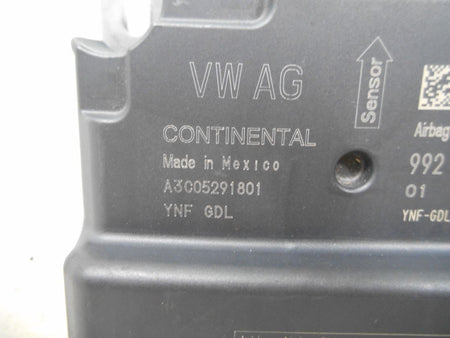 VW AG
CONTINENTAL
Made in Mexico
A3C05291801
YNF GDL
Sensor
Airbag
992
01
YNF-GDL